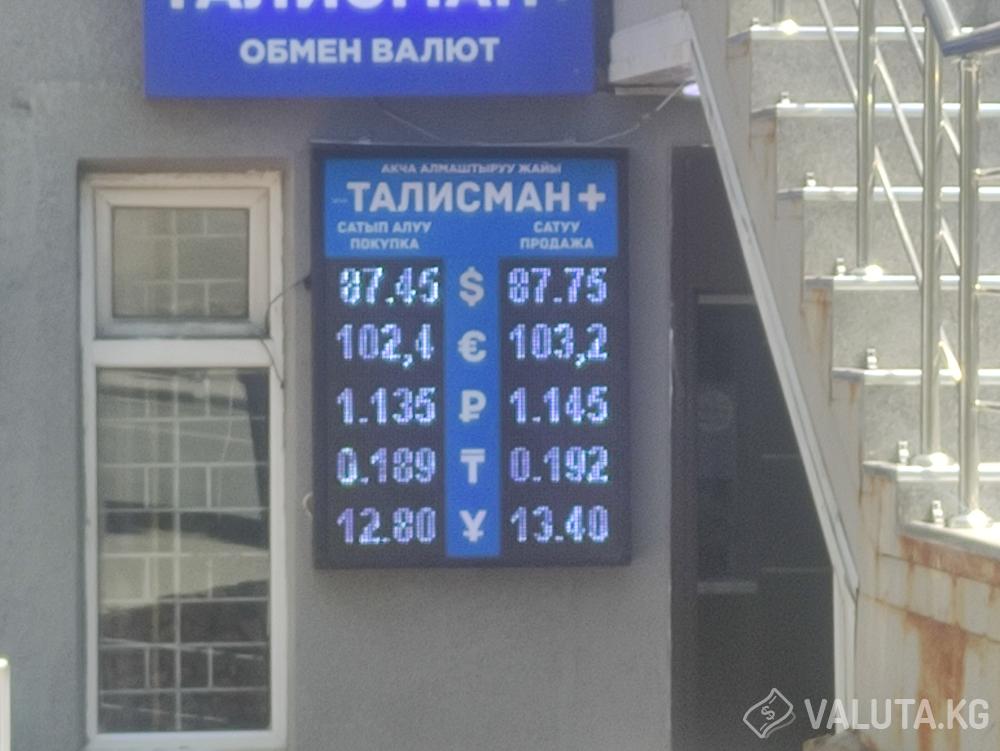 ТАЛИСМАН+
ОБМЕН ВАЛЮТ
АКЧА АЛМАШТЫРУУ ЖАЙЫ
ТАЛИСМАН+
САТЫП АЛУУ САТУУ
ПОКУПКА ПРОДАЖА
87.45 $ 87.75
102,4 € 103,2
1.135 ₽ 1.145
0.189 ₸ 0.192
12.80 ¥ 13.40
VALUTA.KG